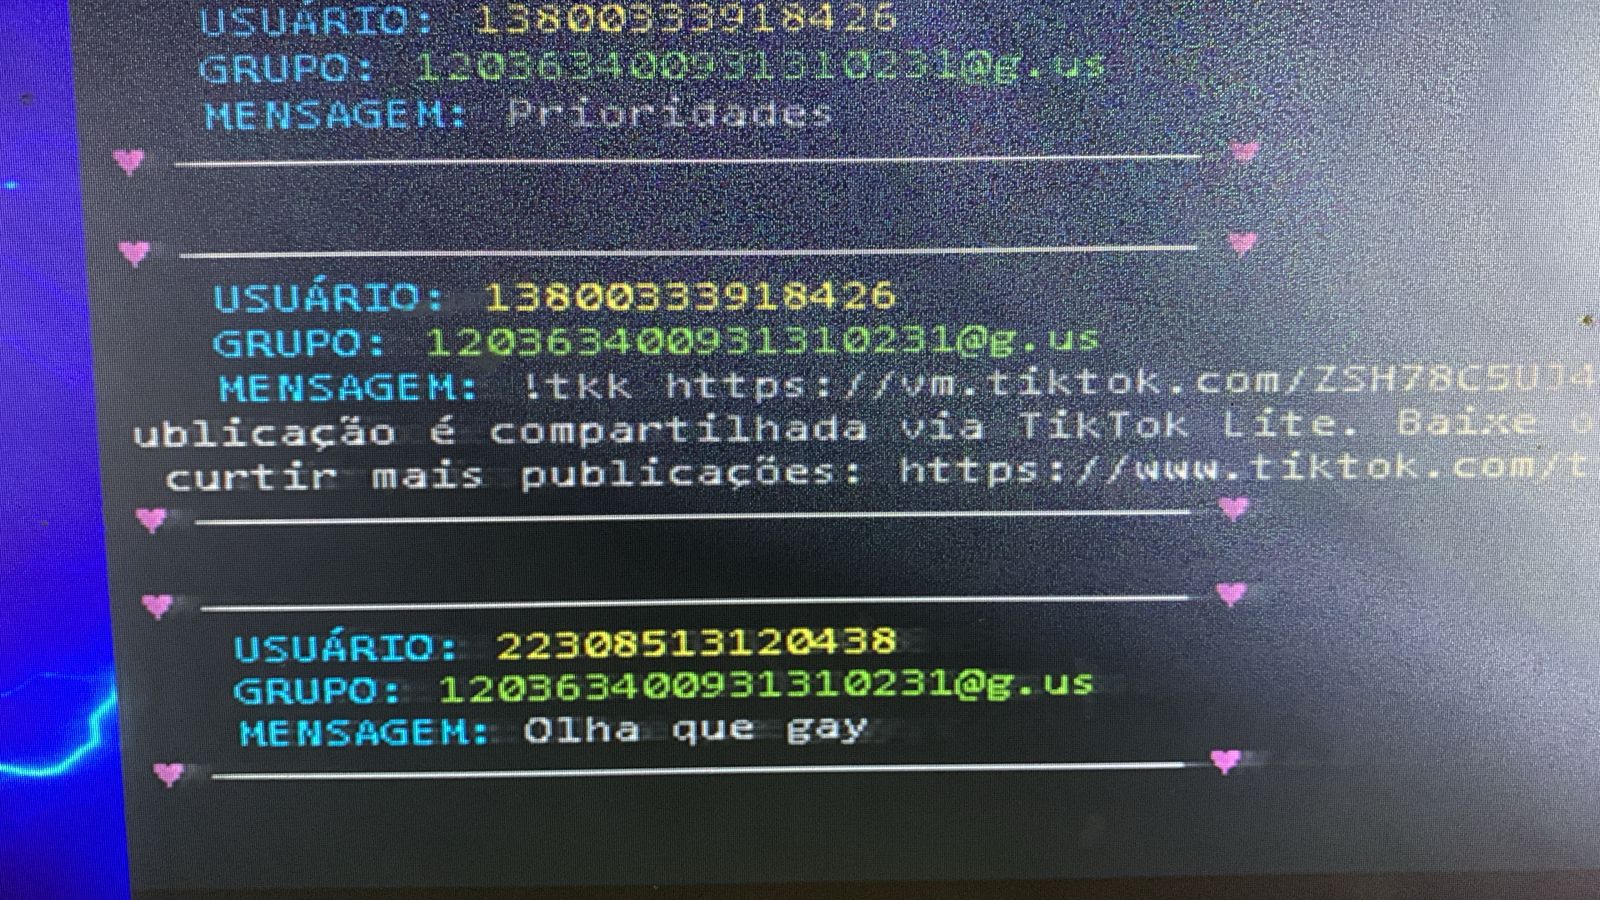 USUÁRIO: 13800333918426
GRUPO: 120363400931310231@g.us
MENSAGEM: Prioridades
USUÁRIO: 13800333918426
GRUPO: 120363400931310231@g.us
MENSAGEM: !tkk https://vm.tiktok.com/ZSH78C5UJ4
ublicação é compartilhada via TikTok Lite. Baixe o
curtir mais publicações: https://www.tiktok.com/t
USUÁRIO: 22308513120438
GRUPO: 120363400931310231@g.us
MENSAGEM: Olha que gay